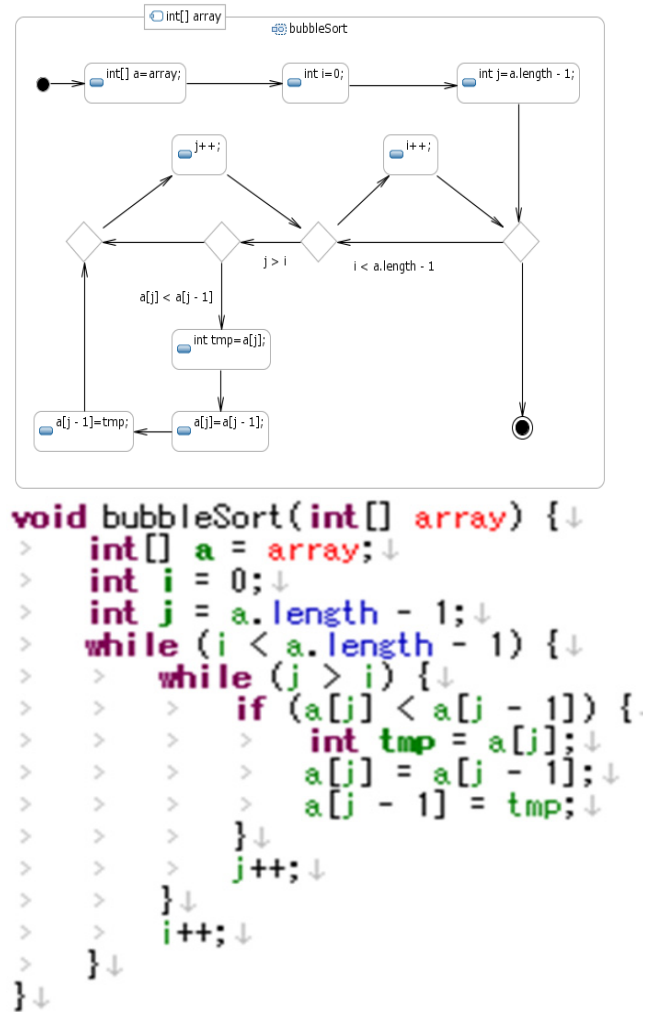 int[] array
bubbleSort
int[] a=array;
int i=0;
int j=a.length - 1;
j++;
i++;
j > i
i < a.length - 1
a[j] < a[j - 1]
int tmp=a[j];
a[j - 1]=tmp;
a[j]=a[j - 1];
void bubbleSort(int[] array) {↓
> int[] a = array;↓
> int i = 0;↓
> int j = a.length - 1;↓
> while (i < a.length - 1) {↓
> > while (j > i) {↓
> > > if (a[j] < a[j - 1]) {
> > > > int tmp = a[j];↓
> > > > a[j] = a[j - 1];↓
> > > > a[j - 1] = tmp;↓
> > > }↓
> > > j++;↓
> > }↓
> > i++;↓
> }↓
}↓